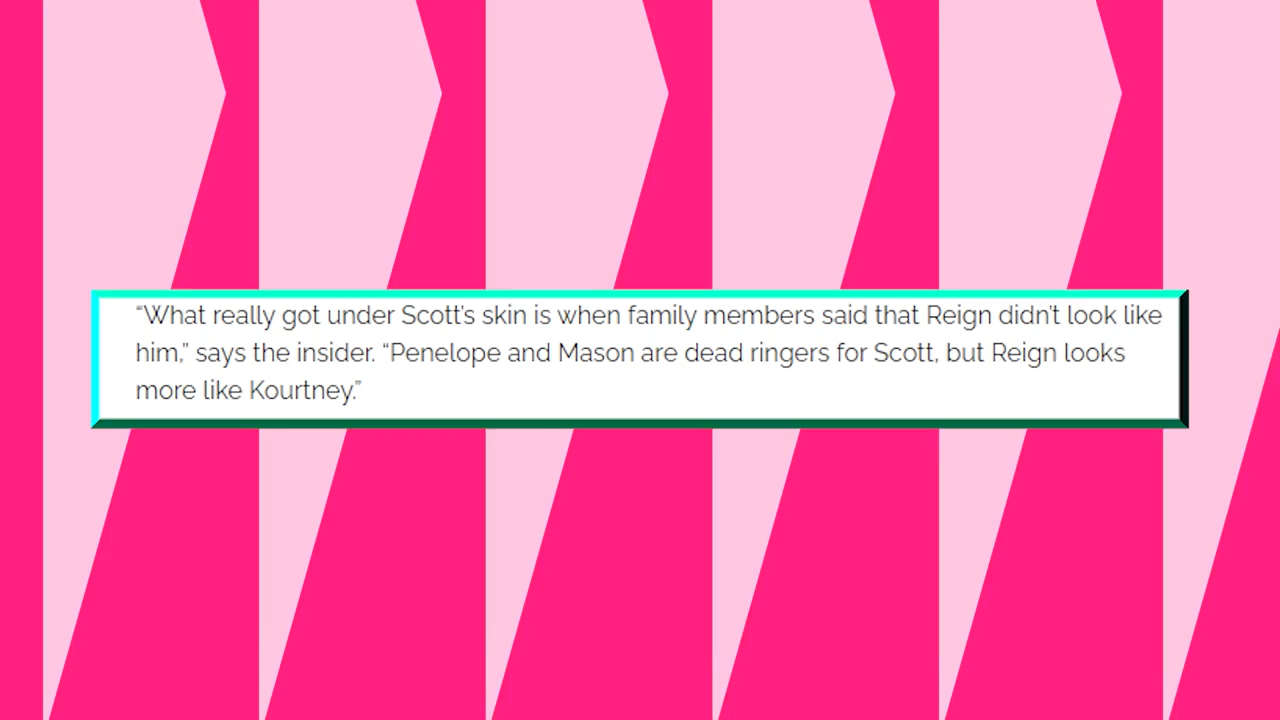 “What really got under Scott’s skin is when family members said that Reign didn’t look like
him,” says the insider. “Penelope and Mason are dead ringers for Scott, but Reign looks
more like Kourtney.”